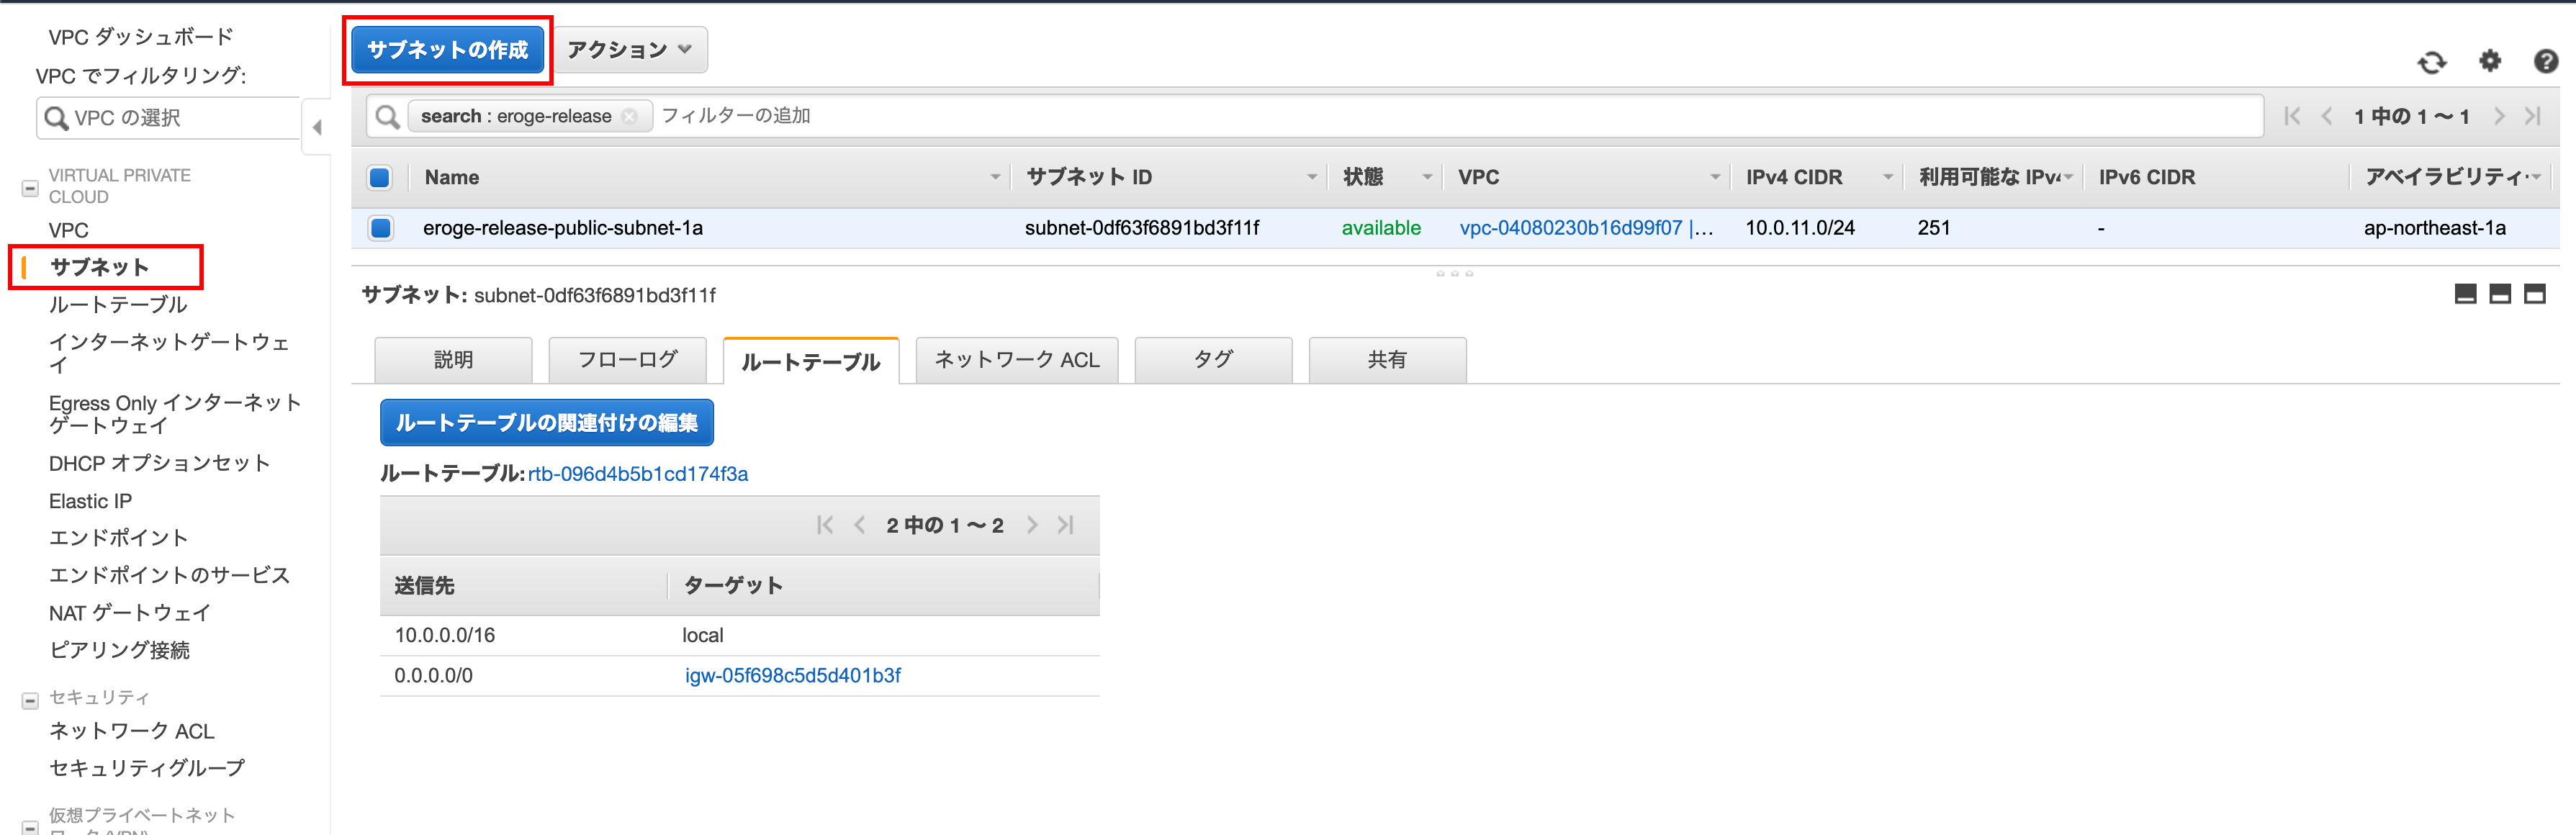 VPC ダッシュボード
VPC でフィルタリング:
VPC の選択
VIRTUAL PRIVATE
CLOUD
VPC
サブネット
ルートテーブル
インターネットゲートウェ
イ
Egress Only インターネット
ゲートウェイ
DHCP オプションセット
Elastic IP
エンドポイント
エンドポイントのサービス
NAT ゲートウェイ
ピアリング接続
セキュリティ
ネットワーク ACL
セキュリティグループ
仮想プライベートネット
サブネットの作成 アクション
search : eroge-release フィルターの追加 1 中の 1 〜 1
Name サブネット ID 状態 VPC IPv4 CIDR 利用可能な IPv4 IPv6 CIDR アベイラビリティ
eroge-release-public-subnet-1a subnet-0df63f6891bd3f11f available vpc-04080230b16d99f07 |... 10.0.11.0/24 251 - ap-northeast-1a
サブネット: subnet-0df63f6891bd3f11f
説明 フローログ ルートテーブル ネットワーク ACL タグ 共有
ルートテーブルの関連付けの編集
ルートテーブル: rtb-096d4b5b1cd174f3a
2 中の 1 〜 2
送信先 ターゲット
10.0.0.0/16 local
0.0.0.0/0 igw-05f698c5d5d401b3f